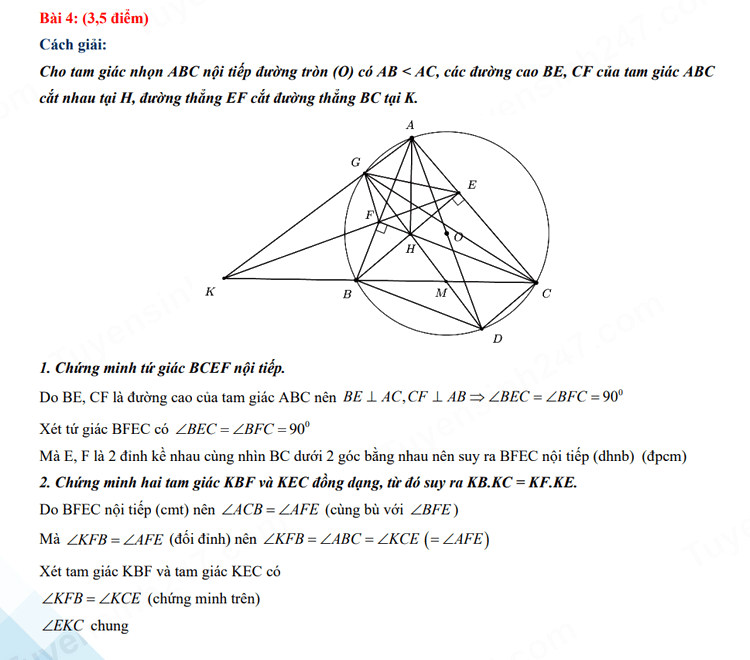 Bài 4: (3,5 điểm)
Cách giải:
Cho tam giác nhọn ABC nội tiếp đường tròn (O) có AB < AC, các đường cao BE, CF của tam giác ABC
cắt nhau tại H, đường thẳng EF cắt đường thẳng BC tại K.
A
G
E
F
O
H
K
B
M
C
D
1. Chứng minh tứ giác BCEF nội tiếp.
Do BE, CF là đường cao của tam giác ABC nên BE ⊥ AC, CF ⊥ AB ⇒ ∠BEC = ∠BFC = 90⁰
Xét tứ giác BFEC có ∠BEC = ∠BFC = 90⁰
Mà E, F là 2 đỉnh kề nhau cùng nhìn BC dưới 2 góc bằng nhau nên suy ra BFEC nội tiếp (dhnb) (đpcm)
2. Chứng minh hai tam giác KBF và KEC đồng dạng, từ đó suy ra KB.KC = KF.KE.
Do BFEC nội tiếp (cmt) nên ∠ACB = ∠AFE (cùng bù với ∠BFE)
Mà ∠KFB = ∠AFE (đối đỉnh) nên ∠KFB = ∠ABC = ∠KCE (= ∠AFE)
Xét tam giác KBF và tam giác KEC có
∠KFB = ∠KCE (chứng minh trên)
∠EKC chung
Tuyensinh247.com